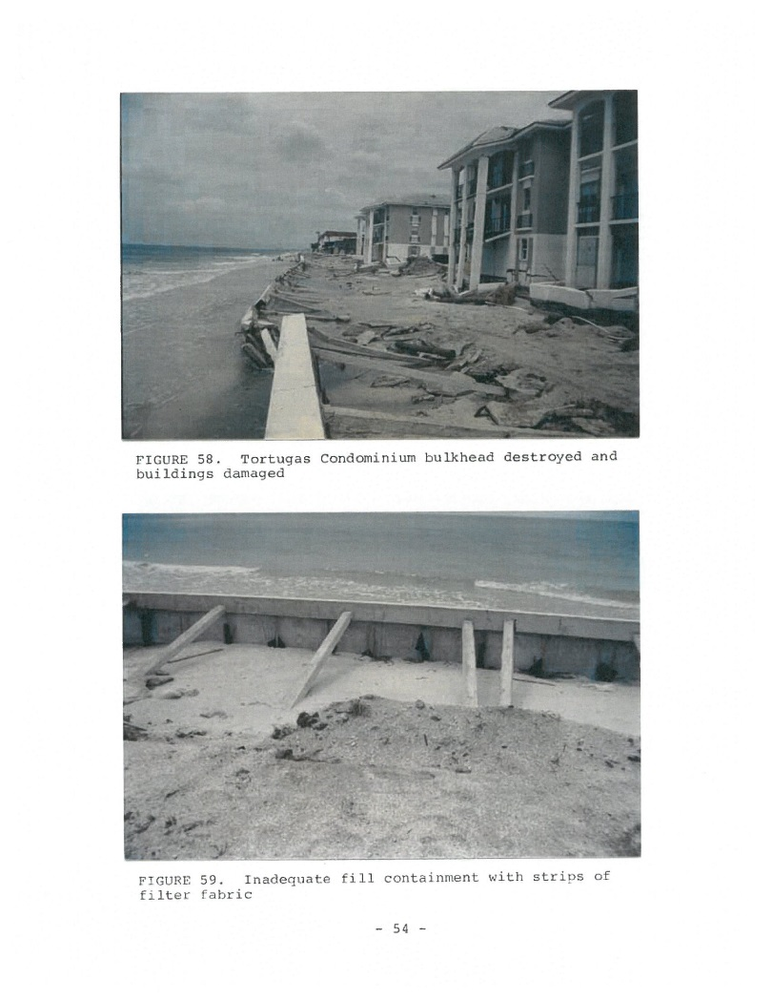 FIGURE 58. Tortugas Condominium bulkhead destroyed and
buildings damaged
FIGURE 59. Inadequate fill containment with strips of
filter fabric
- 54 -